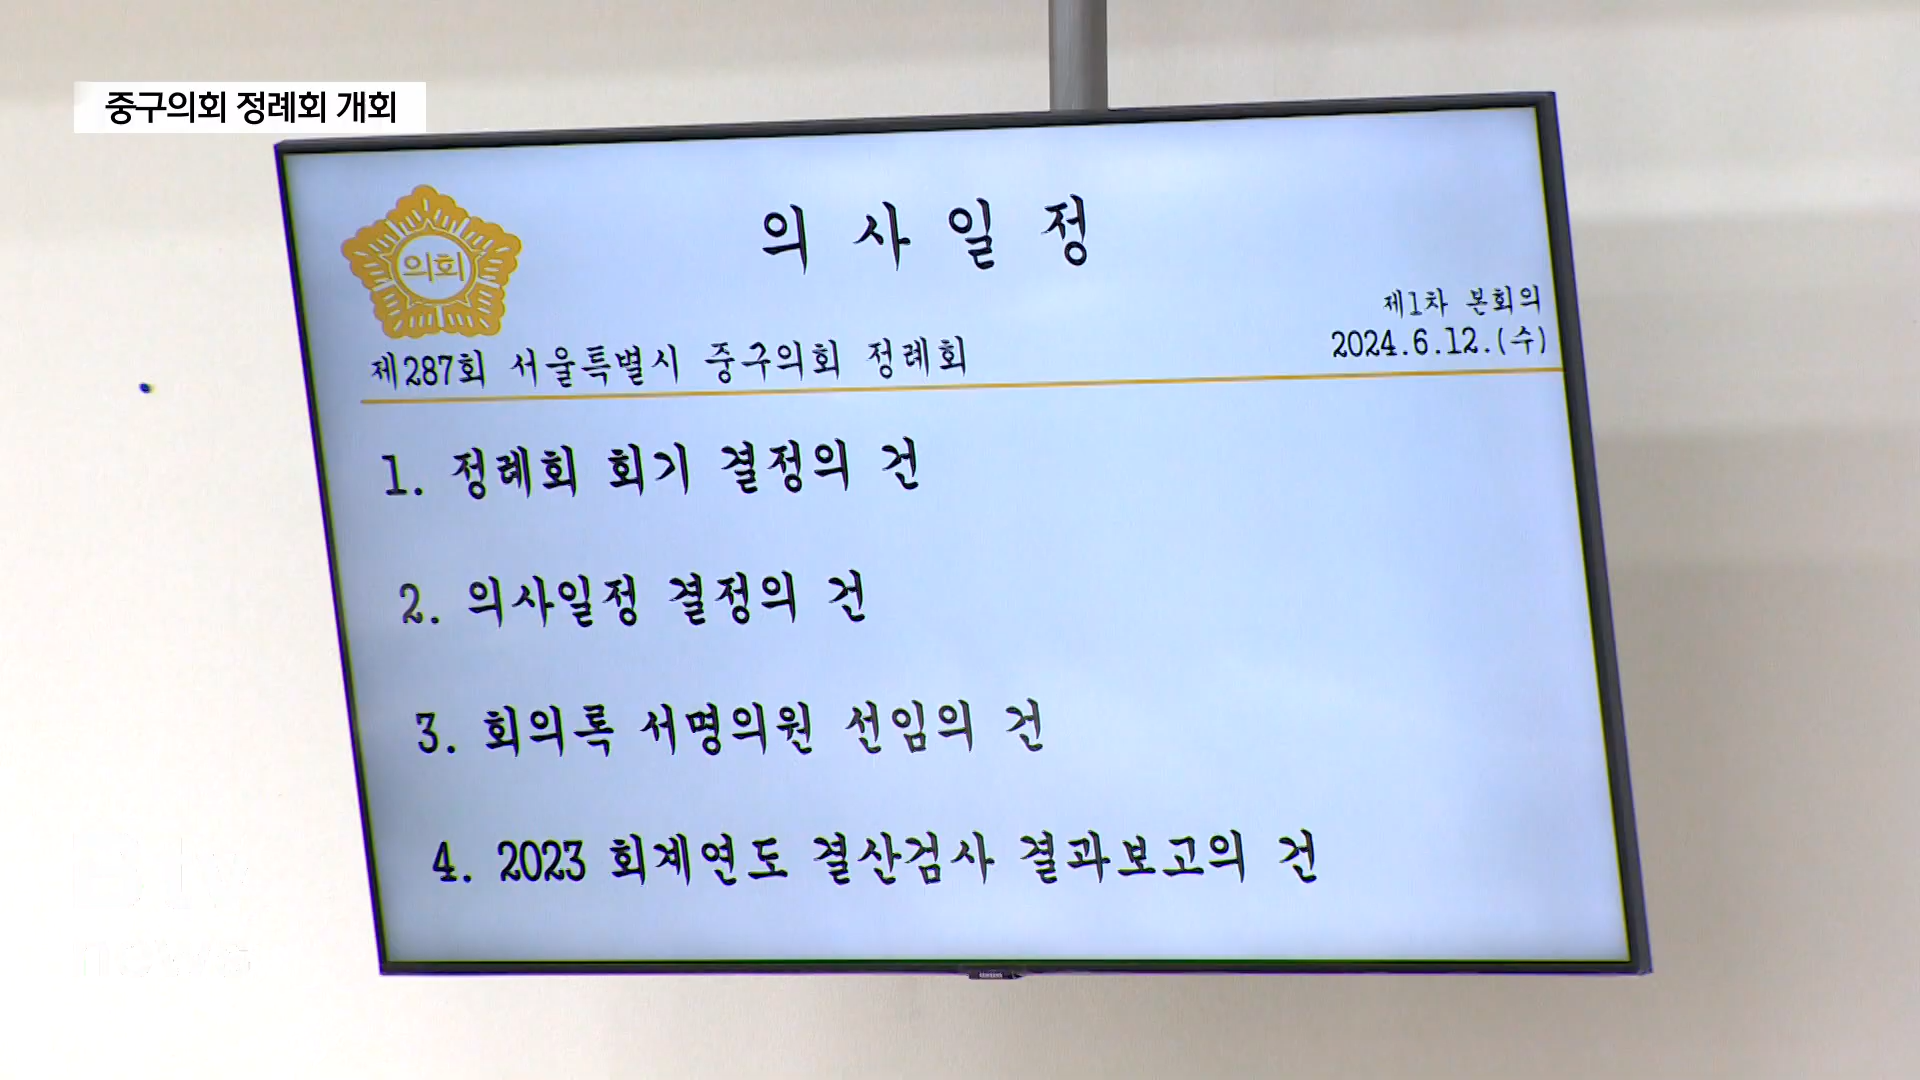 중구의회 정례회 개회
의회
의 사 일 정
제1차 본회의
2024.6.12.(수)
제287회 서울특별시 중구의회 정례회
1. 정례회 회기 결정의 건
2. 의사일정 결정의 건
3. 회의록 서명의원 선임의 건
4. 2023 회계연도 결산검사 결과보고의 건